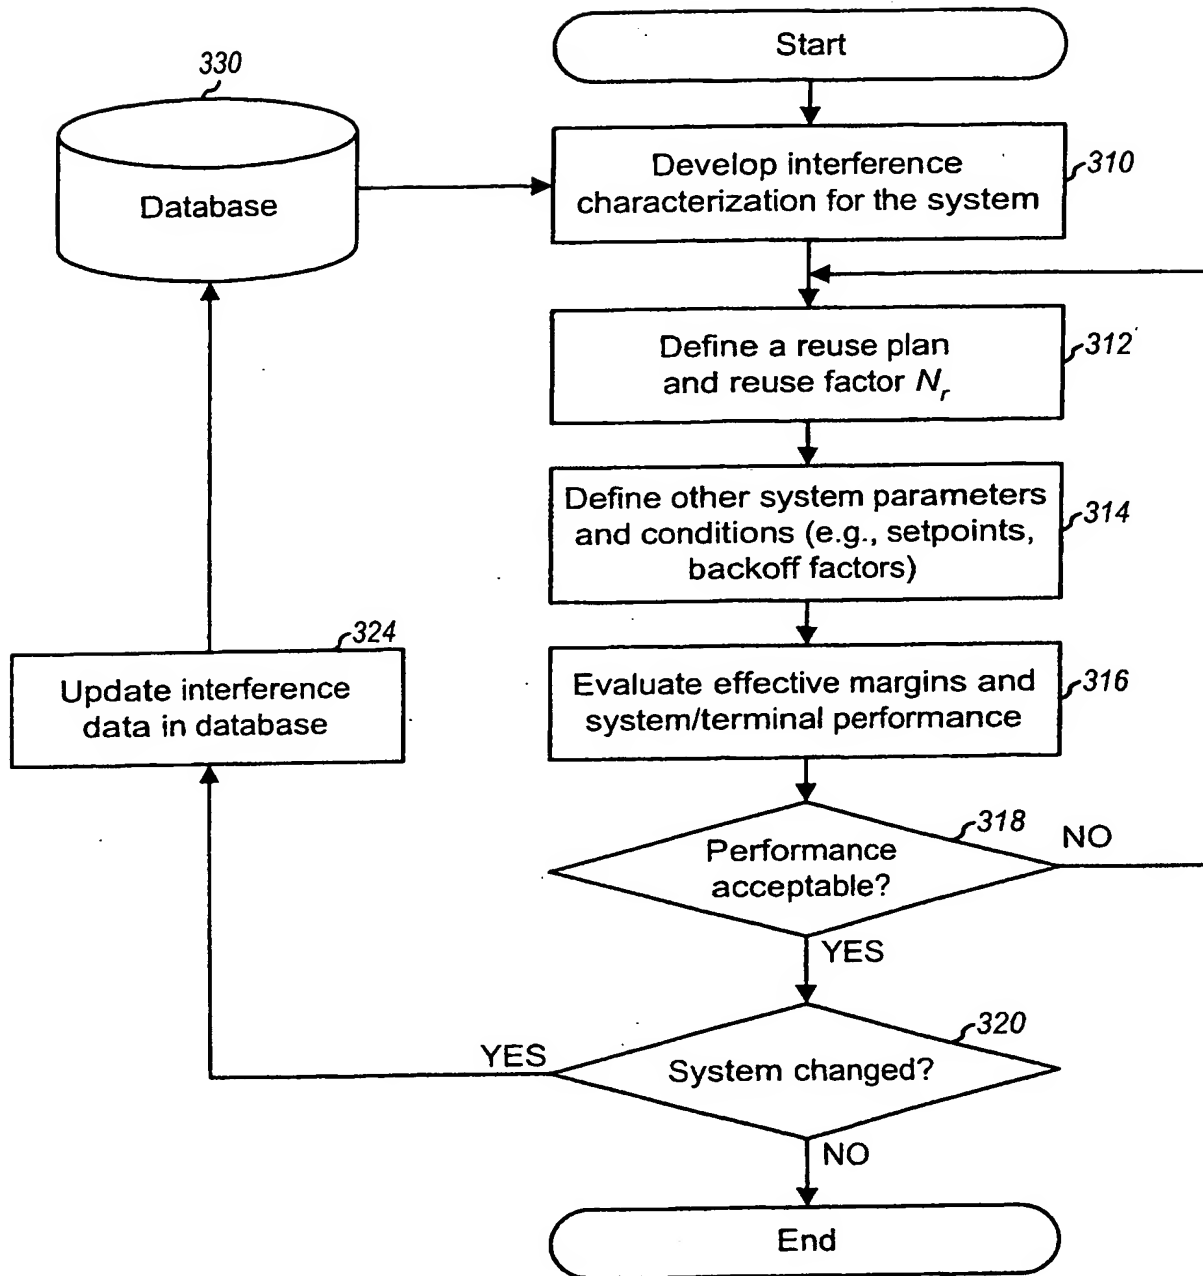 Start
330
Database
Develop interference
characterization for the system
310
Define a reuse plan
and reuse factor Nr
312
Define other system parameters
and conditions (e.g., setpoints,
backoff factors)
314
324
Update interference
data in database
Evaluate effective margins and
system/terminal performance
316
318
Performance
acceptable?
NO
YES
320
YES
System changed?
NO
End